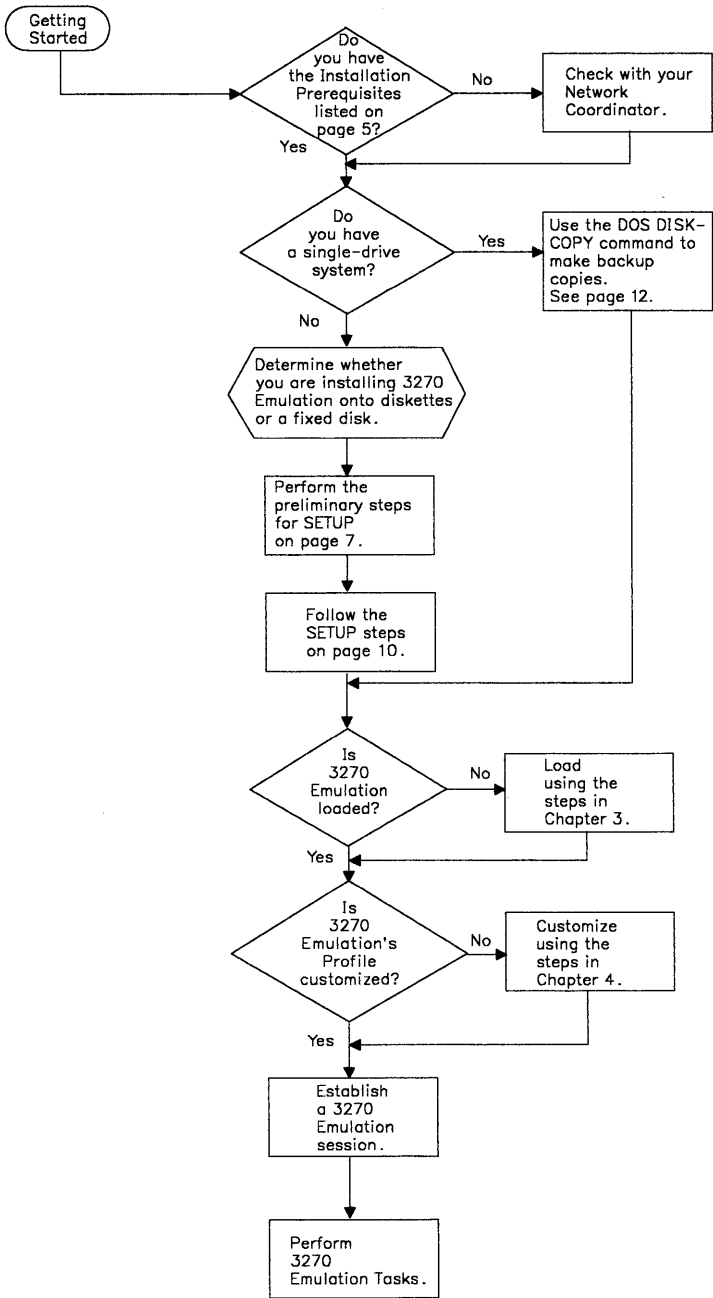 Getting
Started
Do
you have
the Installation
Prerequisites
listed on
page 5?
No
Check with your
Network
Coordinator.
Yes
Do
you have
a single-drive
system?
Yes
Use the DOS DISK-
COPY command to
make backup
copies.
See page 12.
No
Determine whether
you are installing 3270
Emulation onto diskettes
or a fixed disk.
Perform the
preliminary steps
for SETUP
on page 7.
Follow the
SETUP steps
on page 10.
Is
3270
Emulation
loaded?
No
Load
using the
steps in
Chapter 3.
Yes
Is
3270
Emulation's
Profile
customized?
No
Customize
using the
steps in
Chapter 4.
Yes
Establish
a 3270
Emulation
session.
Perform
3270
Emulation Tasks.